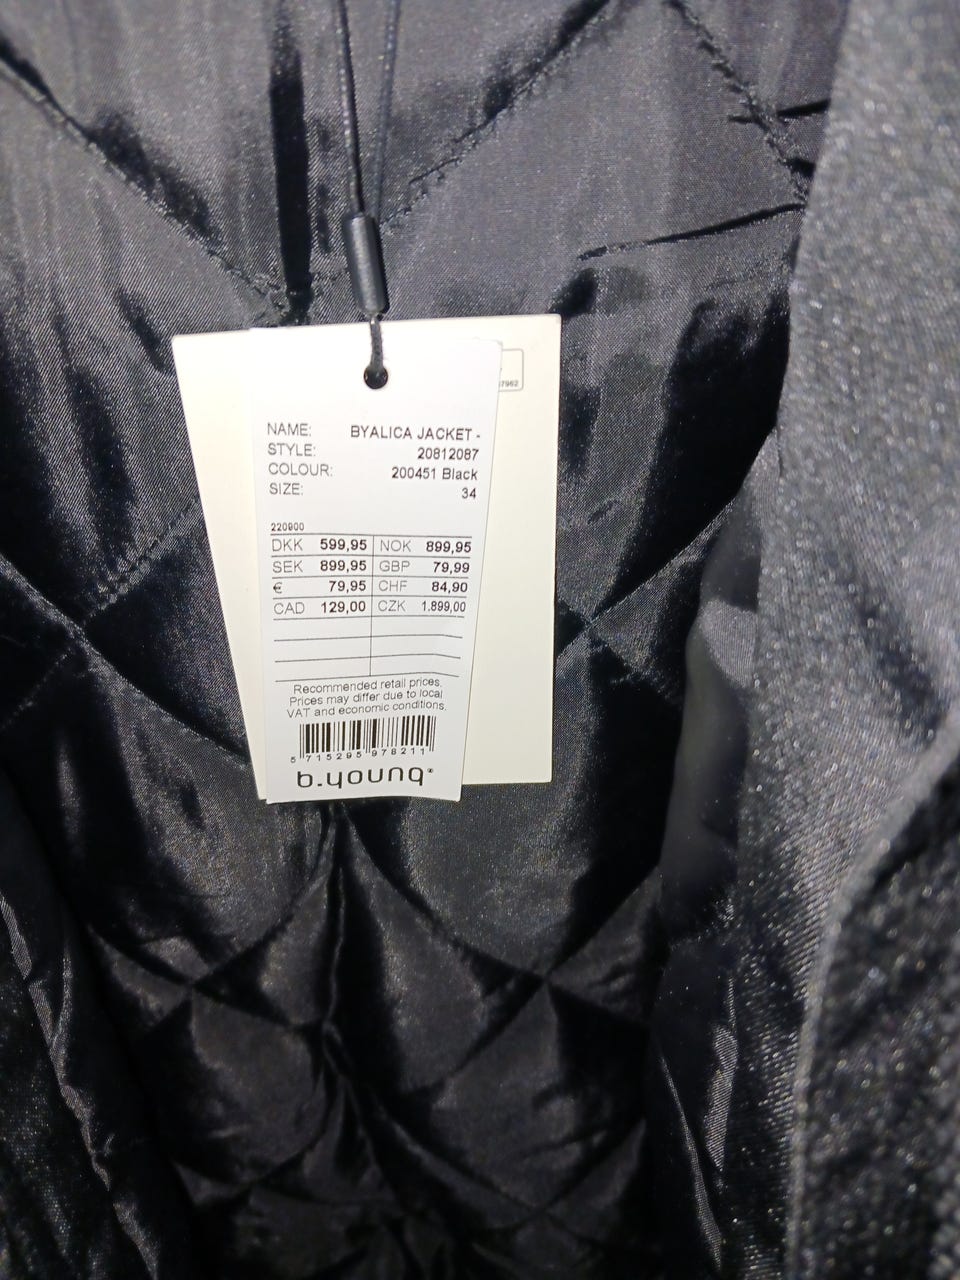 7962
NAME: BYALICA JACKET -
STYLE: 20812087
COLOUR: 200451 Black
SIZE: 34
220900
DKK 599,95 NOK 899,95
SEK 899,95 GBP 79,99
€ 79,95 CHF 84,90
CAD 129,00 CZK 1.899,00
Recommended retail prices.
Prices may differ due to local
VAT and economic conditions.
5 715295 978211
b.young